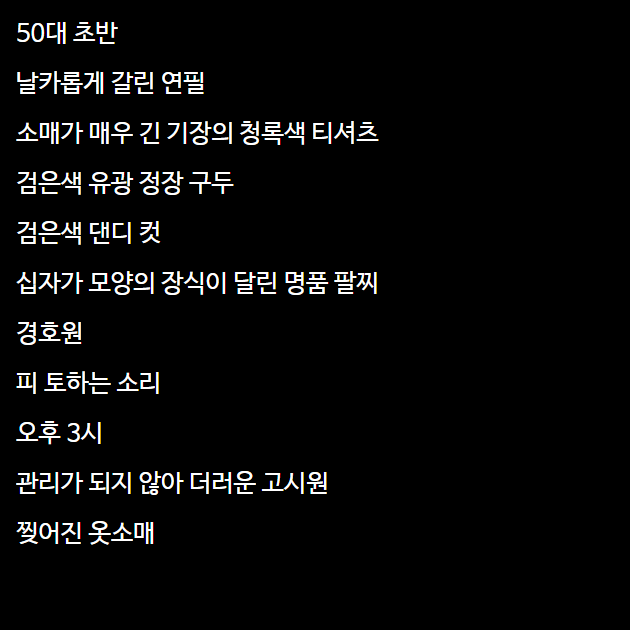 50대 초반
날카롭게 갈린 연필
소매가 매우 긴 기장의 청록색 티셔츠
검은색 유광 정장 구두
검은색 댄디 컷
십자가 모양의 장식이 달린 명품 팔찌
경호원
피 토하는 소리
오후 3시
관리가 되지 않아 더러운 고시원
찢어진 옷소매